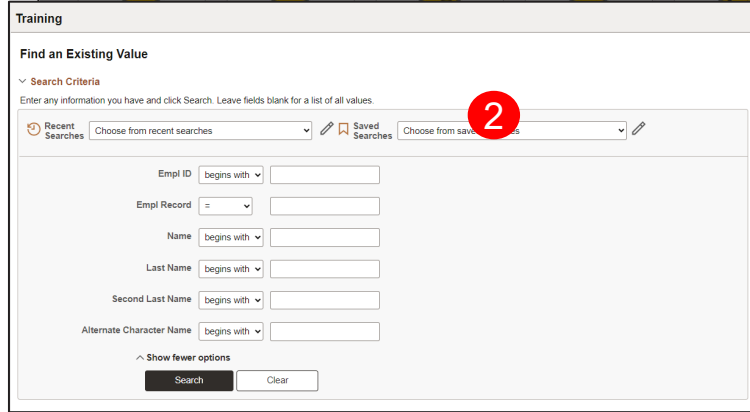 Training
Find an Existing Value
Search Criteria
Enter any information you have and click Search. Leave fields blank for a list of all values.
Recent Searches Choose from recent searches Saved Searches Choose from save es
2
Empl ID begins with
Empl Record =
Name begins with
Last Name begins with
Second Last Name begins with
Alternate Character Name begins with
Show fewer options
Search Clear